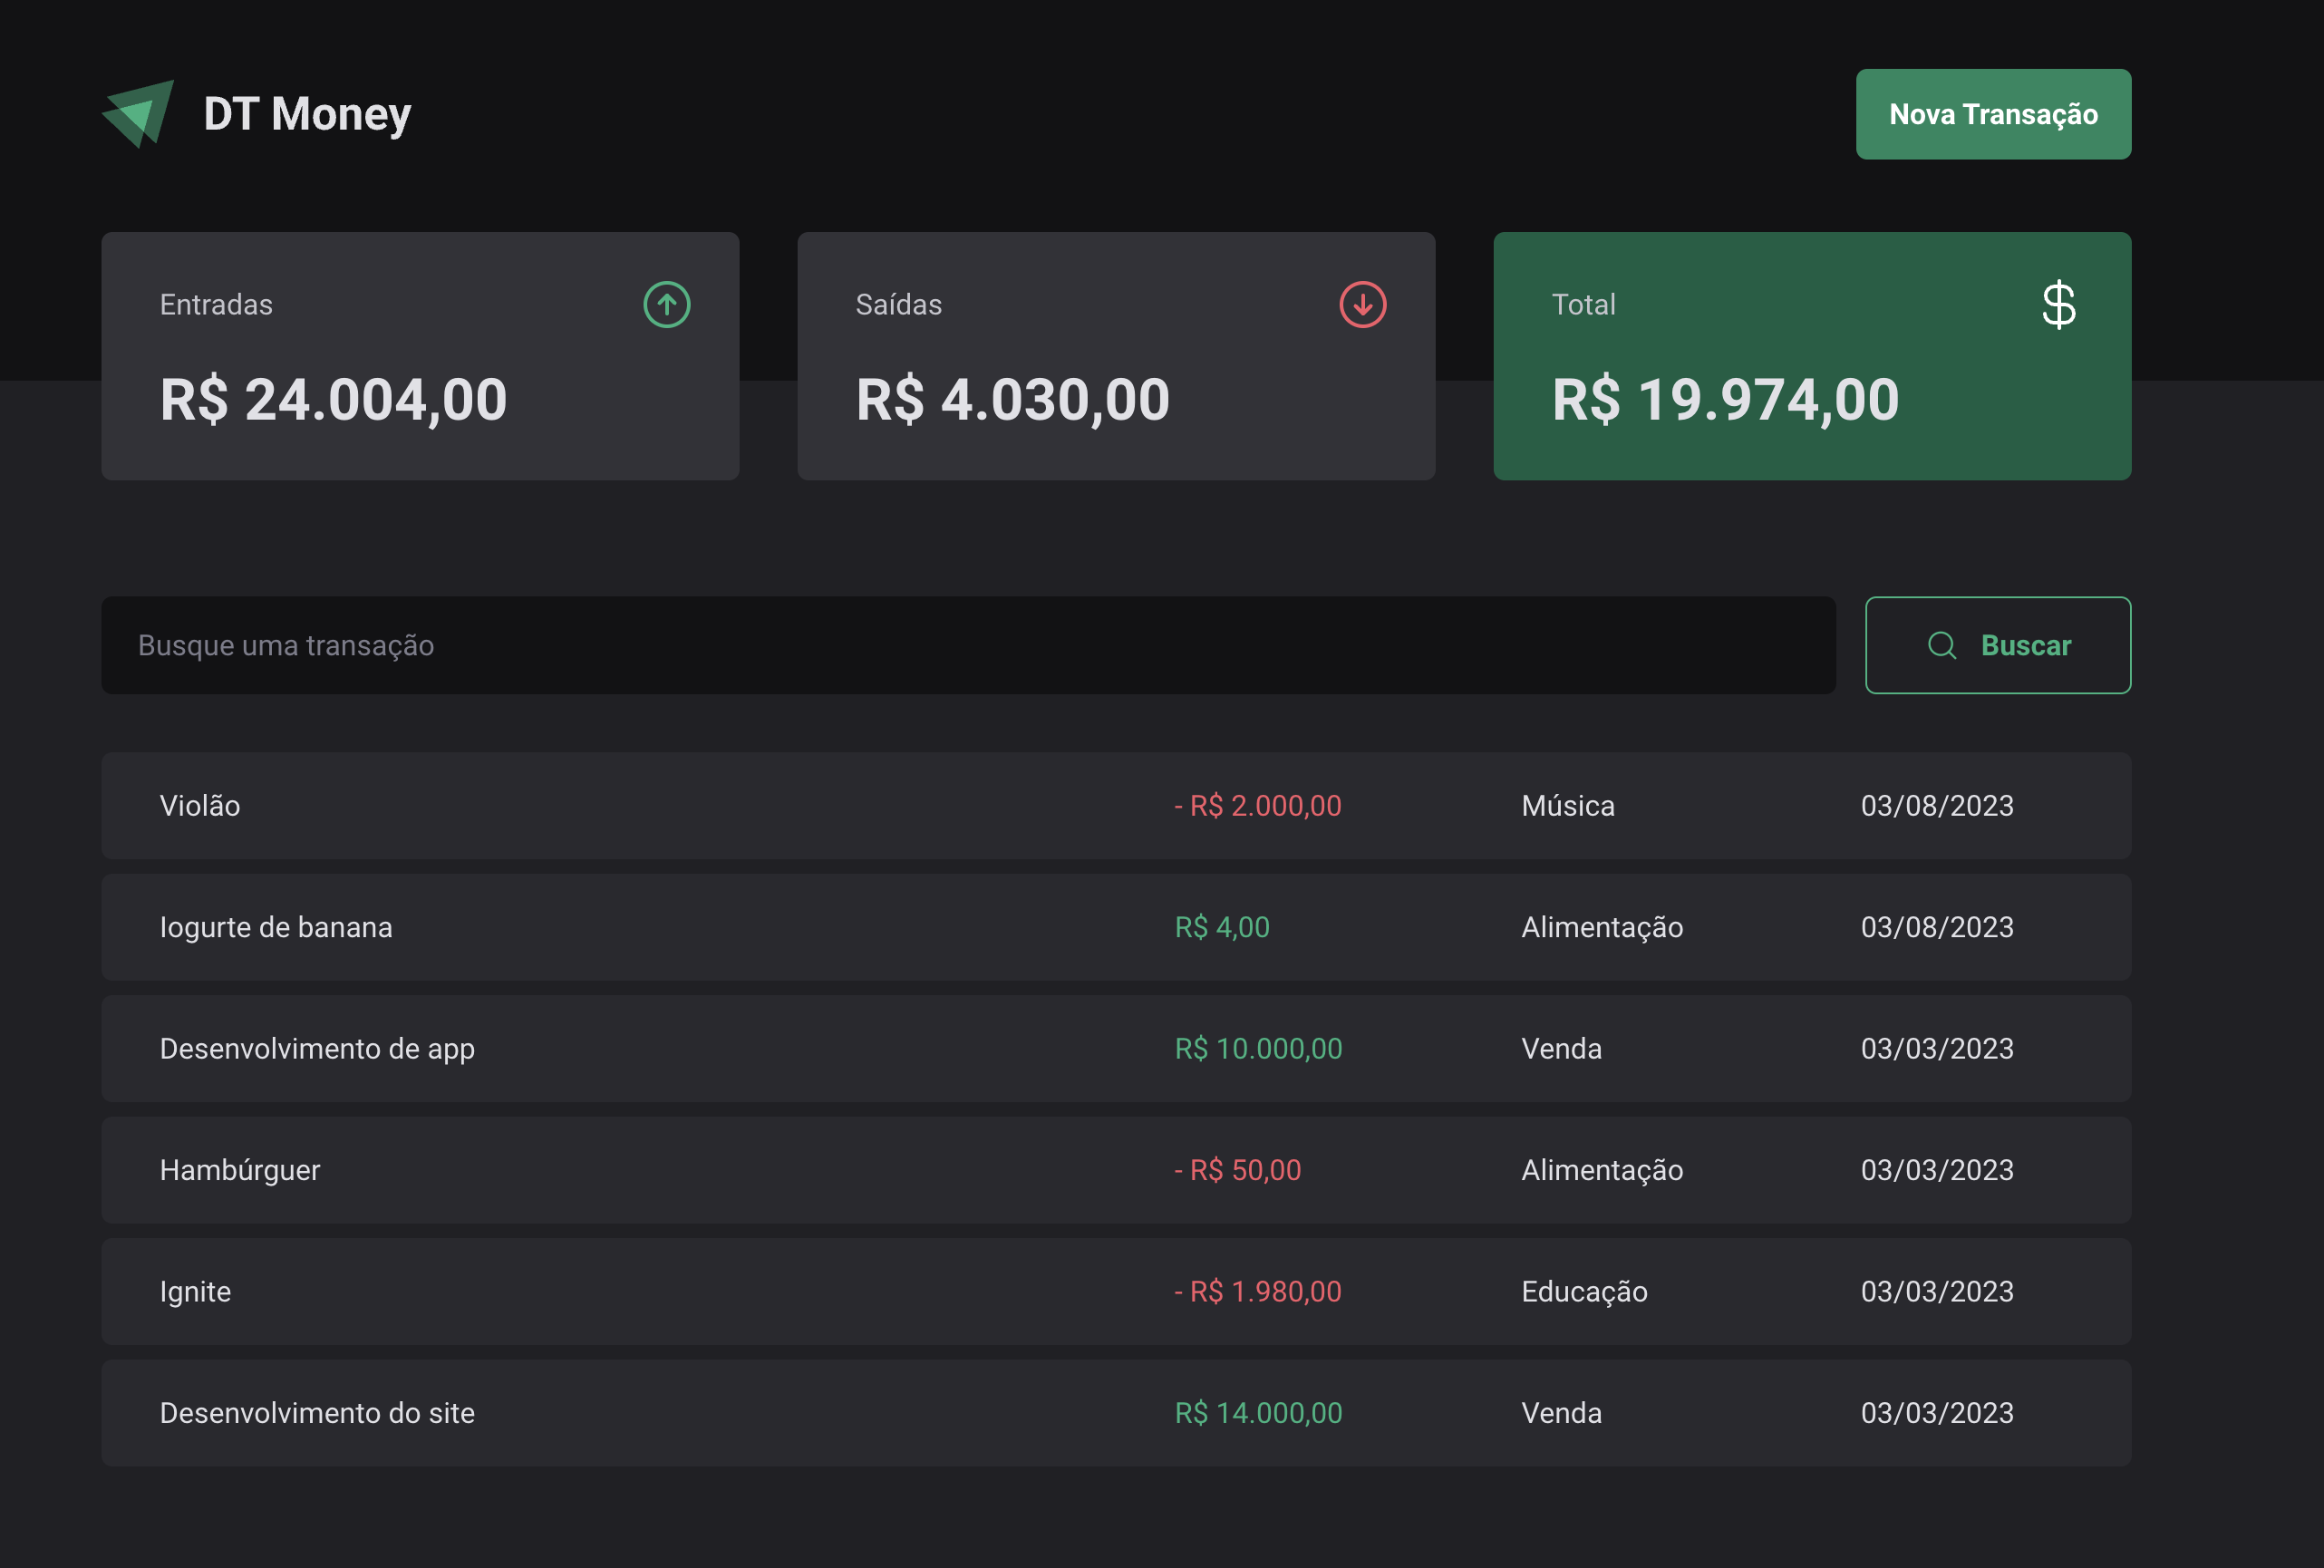 DT Money
Nova Transação
Entradas
R$ 24.004,00
Saídas
R$ 4.030,00
Total
R$ 19.974,00
Busque uma transação
Buscar
Violão - R$ 2.000,00 Música 03/08/2023
Iogurte de banana R$ 4,00 Alimentação 03/08/2023
Desenvolvimento de app R$ 10.000,00 Venda 03/03/2023
Hambúrguer - R$ 50,00 Alimentação 03/03/2023
Ignite - R$ 1.980,00 Educação 03/03/2023
Desenvolvimento do site R$ 14.000,00 Venda 03/03/2023